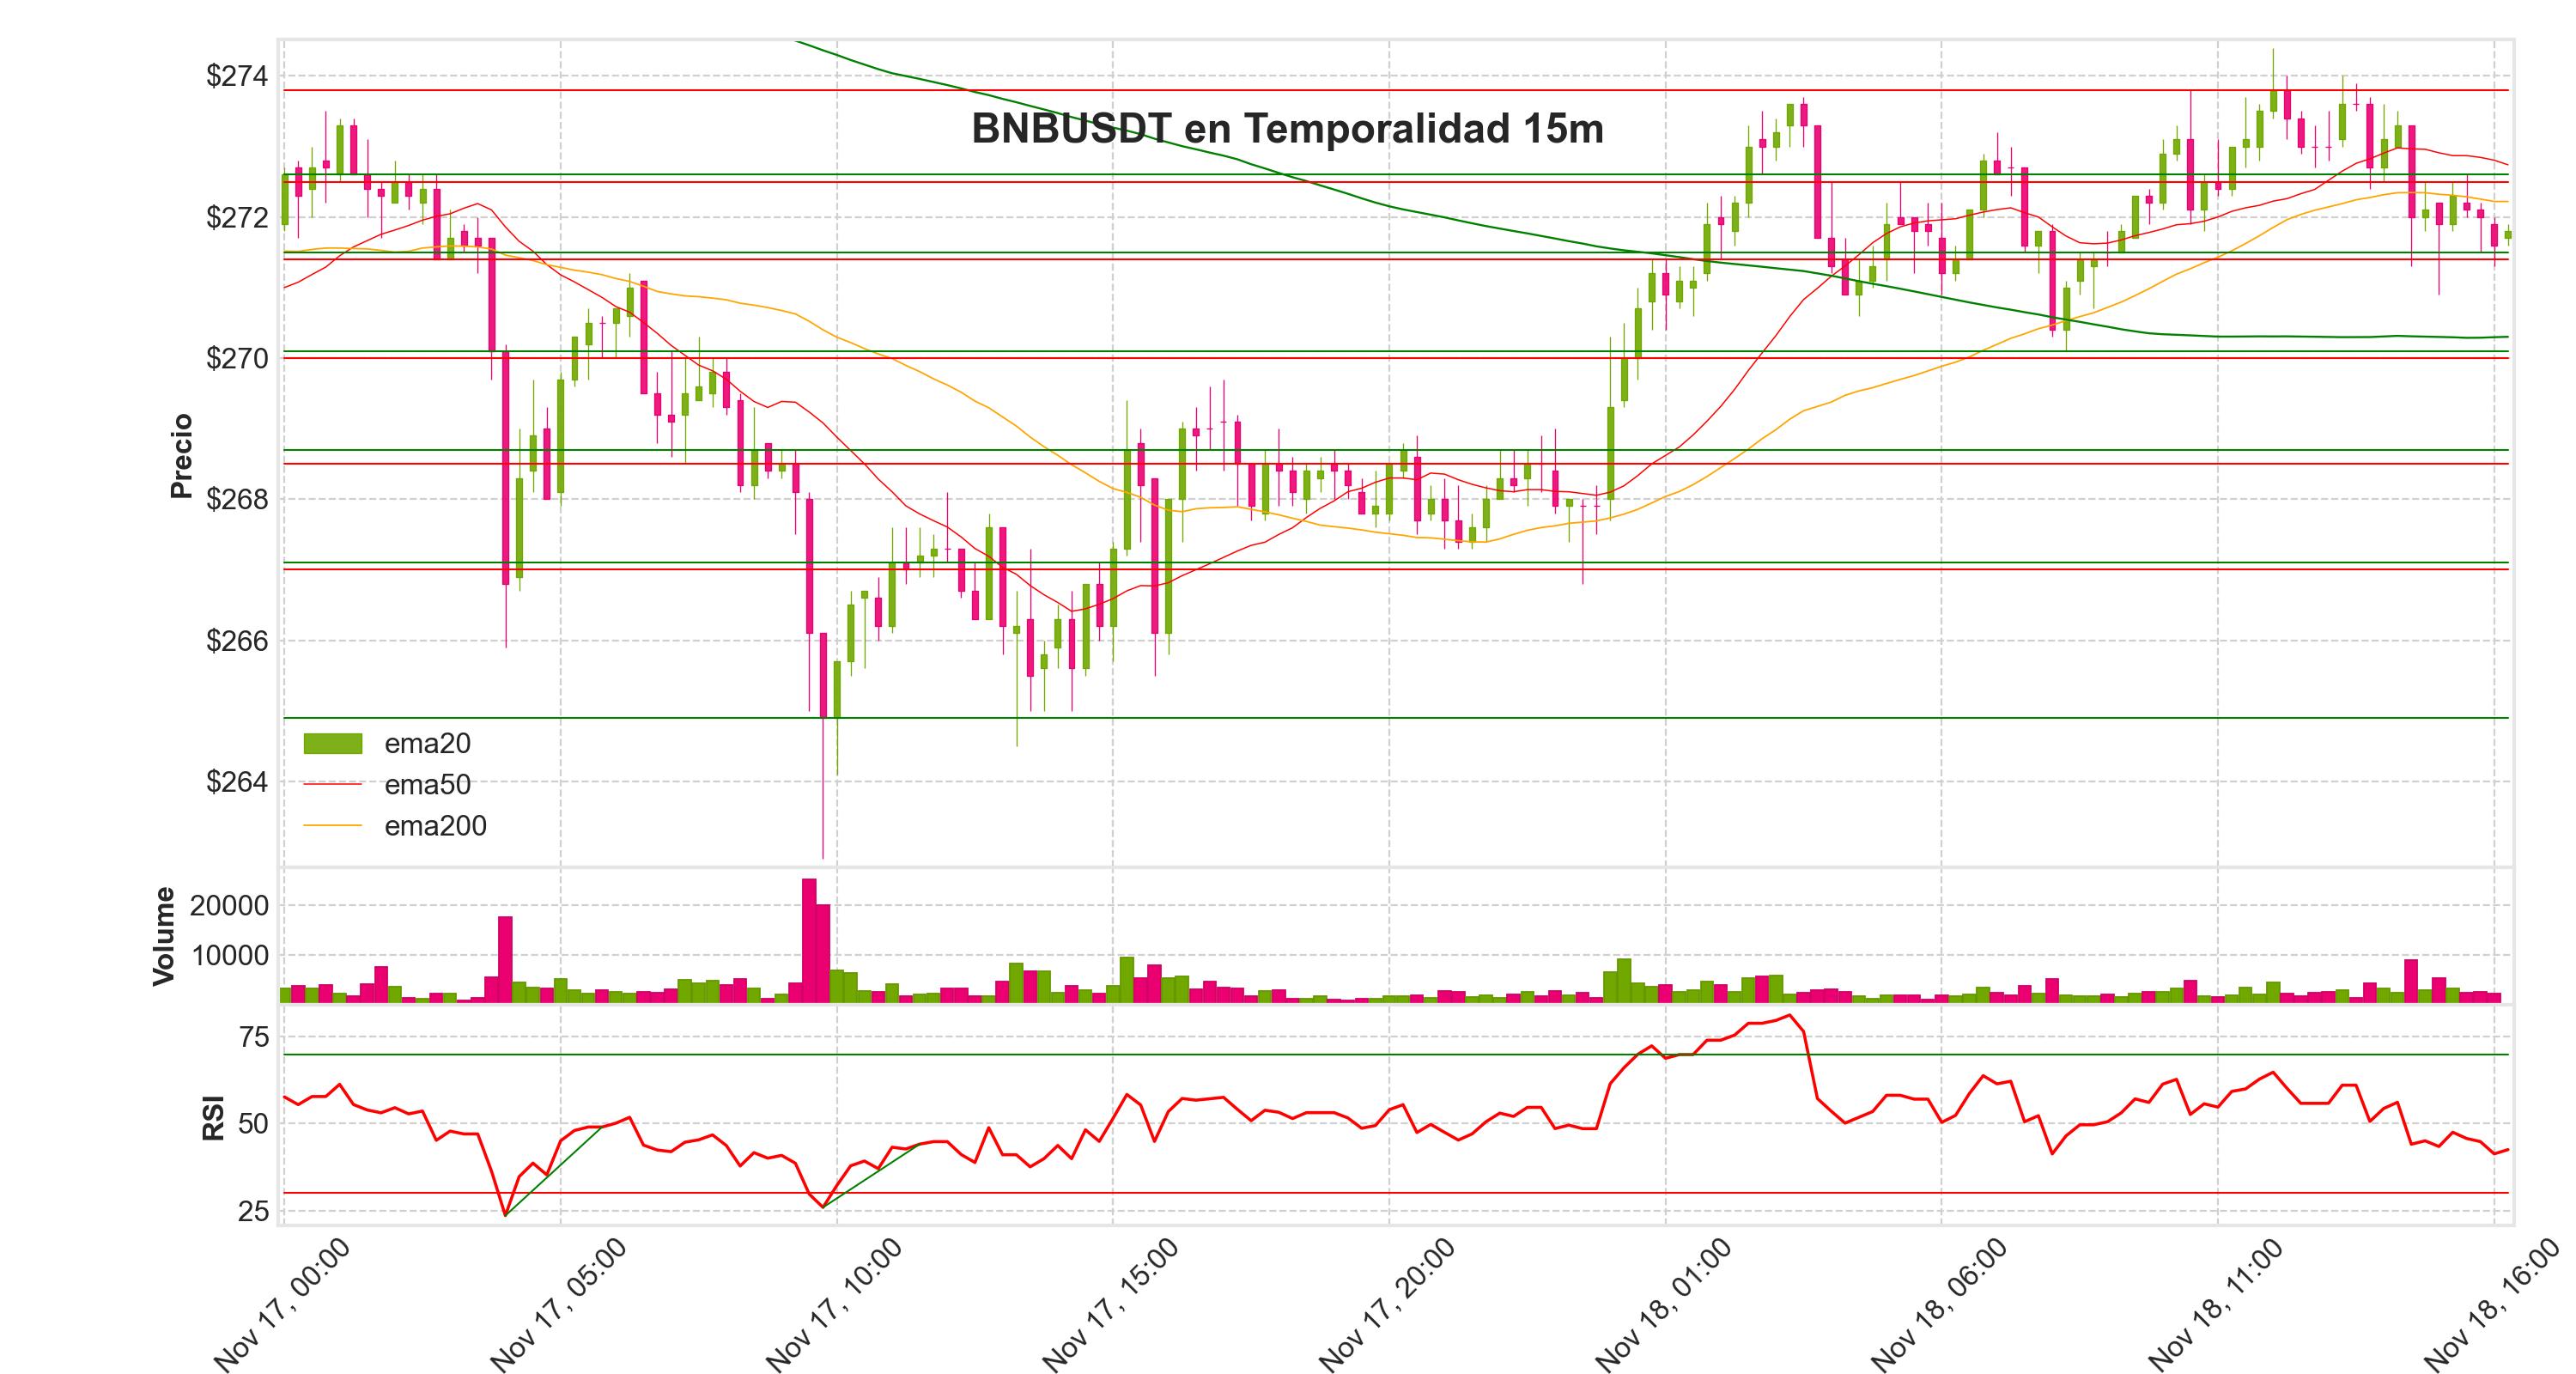 BNBUSDT en Temporalidad 15m
Precio
$274
$272
$270
$268
$266
$264
ema20
ema50
ema200
Volume
20000
10000
RSI
75
50
25
Nov 17, 00:00
Nov 17, 05:00
Nov 17, 10:00
Nov 17, 15:00
Nov 17, 20:00
Nov 18, 01:00
Nov 18, 06:00
Nov 18, 11:00
Nov 18, 16:00